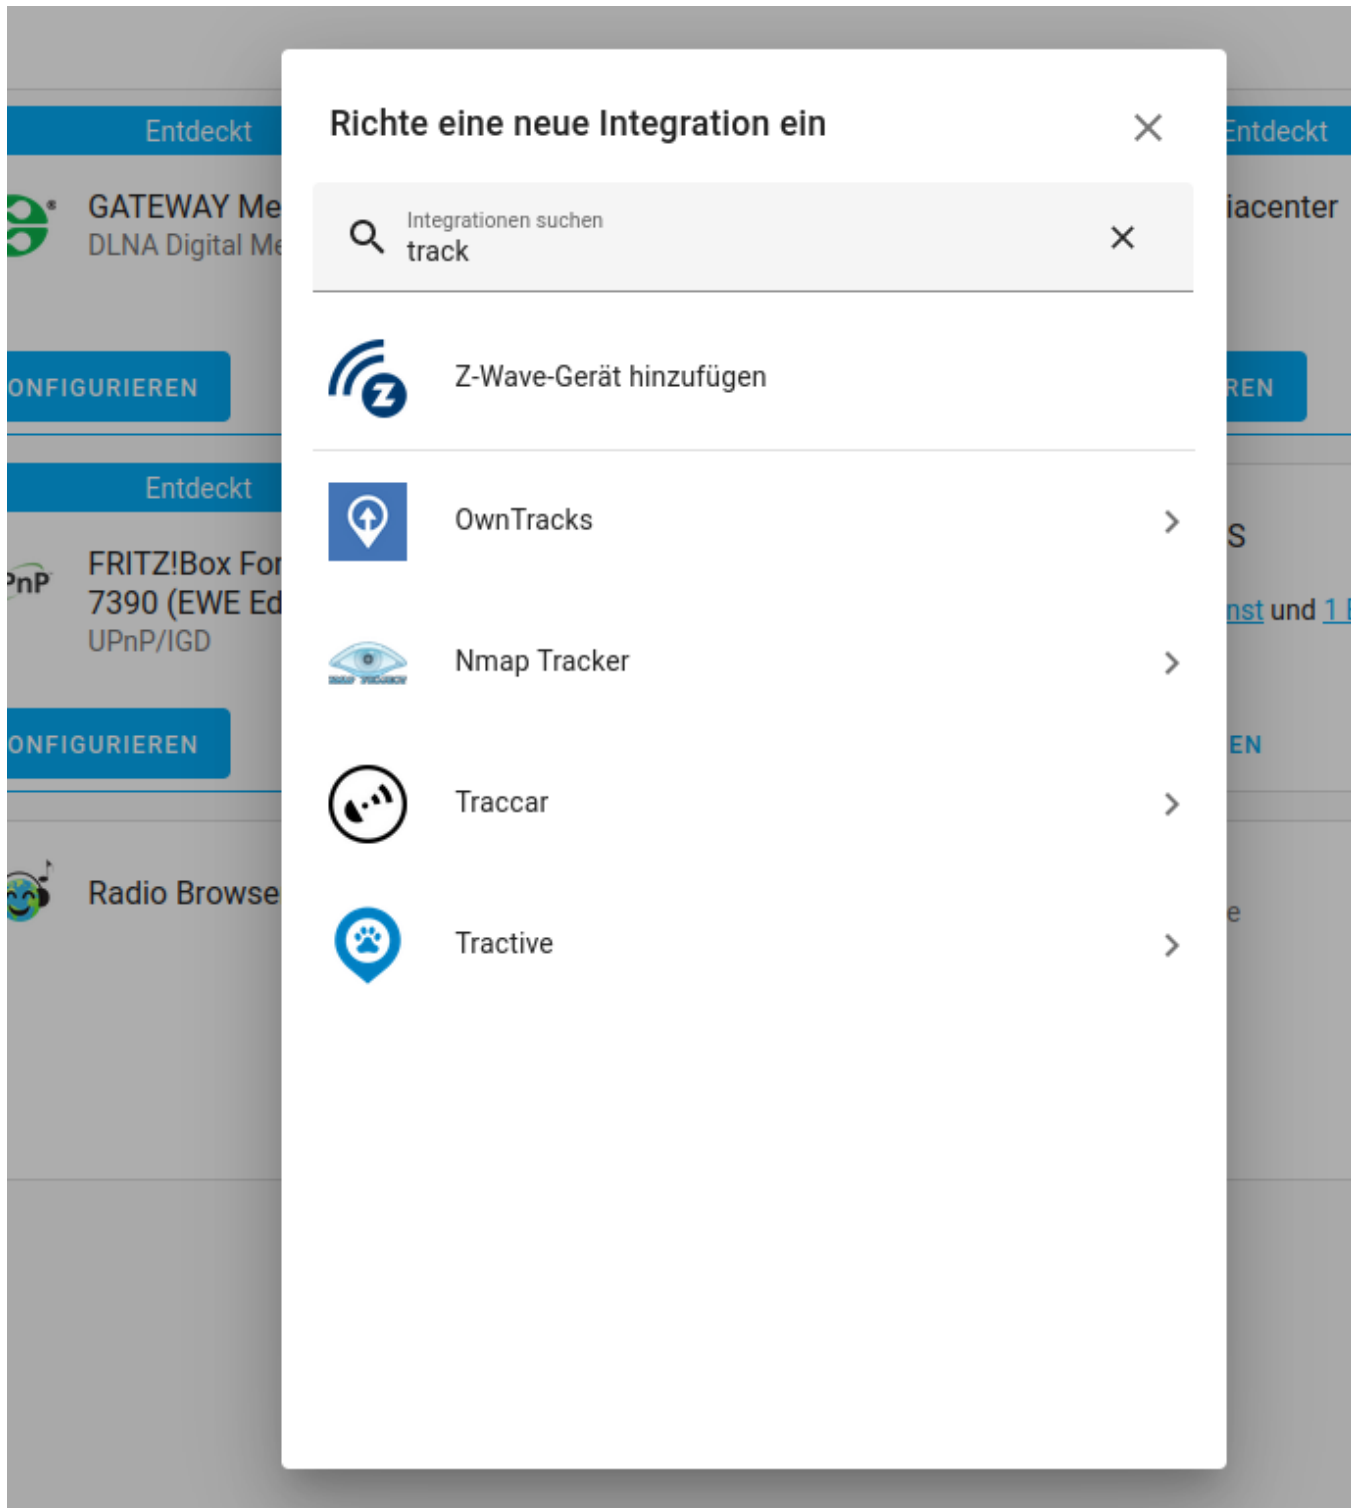 Richte eine neue Integration ein
Integrationen suchen
track
Z-Wave-Gerät hinzufügen
OwnTracks
Nmap Tracker
Traccar
Tractive
Entdeckt
GATEWAY Me
DLNA Digital Me
ONFIGURIEREN
Entdeckt
PnP
FRITZ!Box For
7390 (EWE Ed
UPnP/IGD
ONFIGURIEREN
Radio Browse
Entdeckt
iacenter
REN
S
nst und 1 E
EN
e